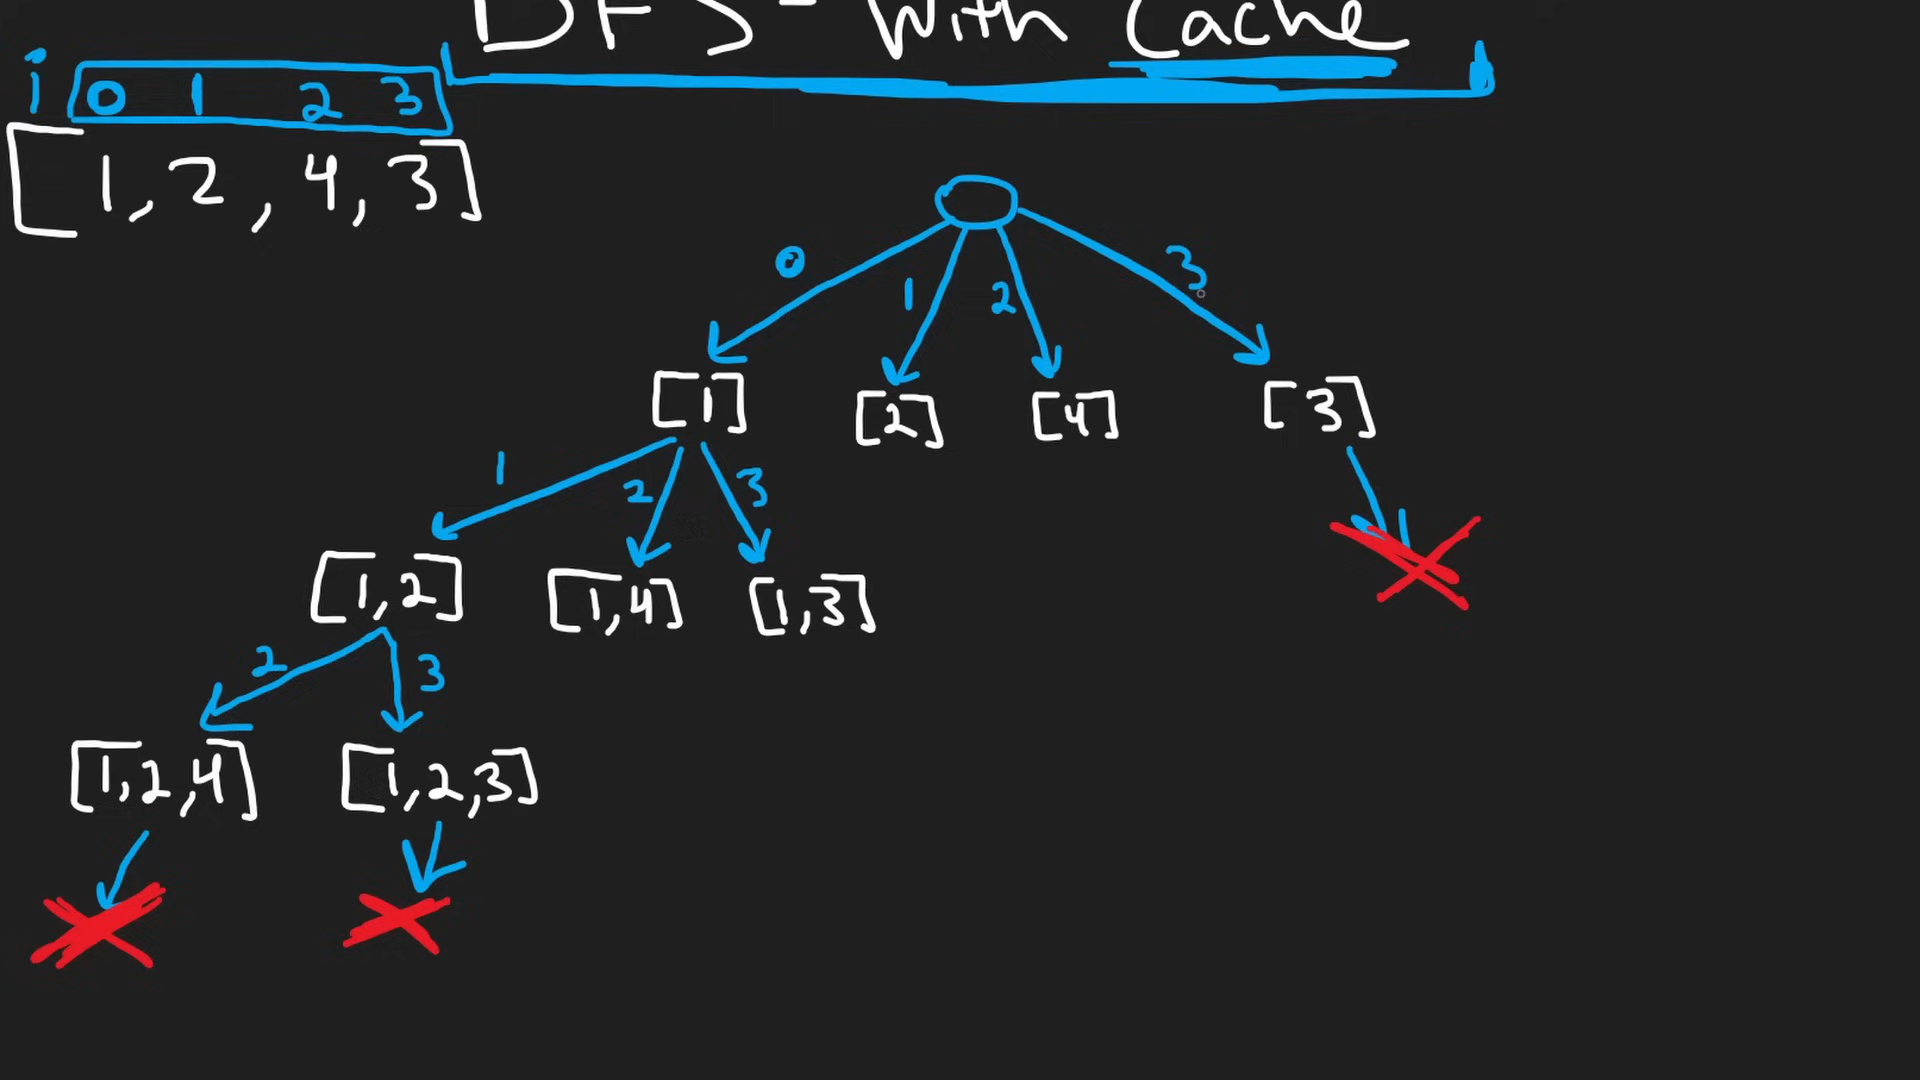 DFS - With Cache
i 0 1 2 3
[1, 2, 4, 3]
0 1 2 3
[1] [2] [4] [3]
1 2 3
[1,2] [1,4] [1,3]
2 3
[1,2,4] [1,2,3]